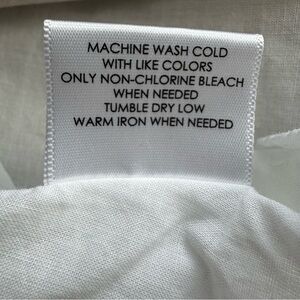 MACHINE WASH COLD
WITH LIKE COLORS
ONLY NON-CHLORINE BLEACH
WHEN NEEDED
TUMBLE DRY LOW
WARM IRON WHEN NEEDED